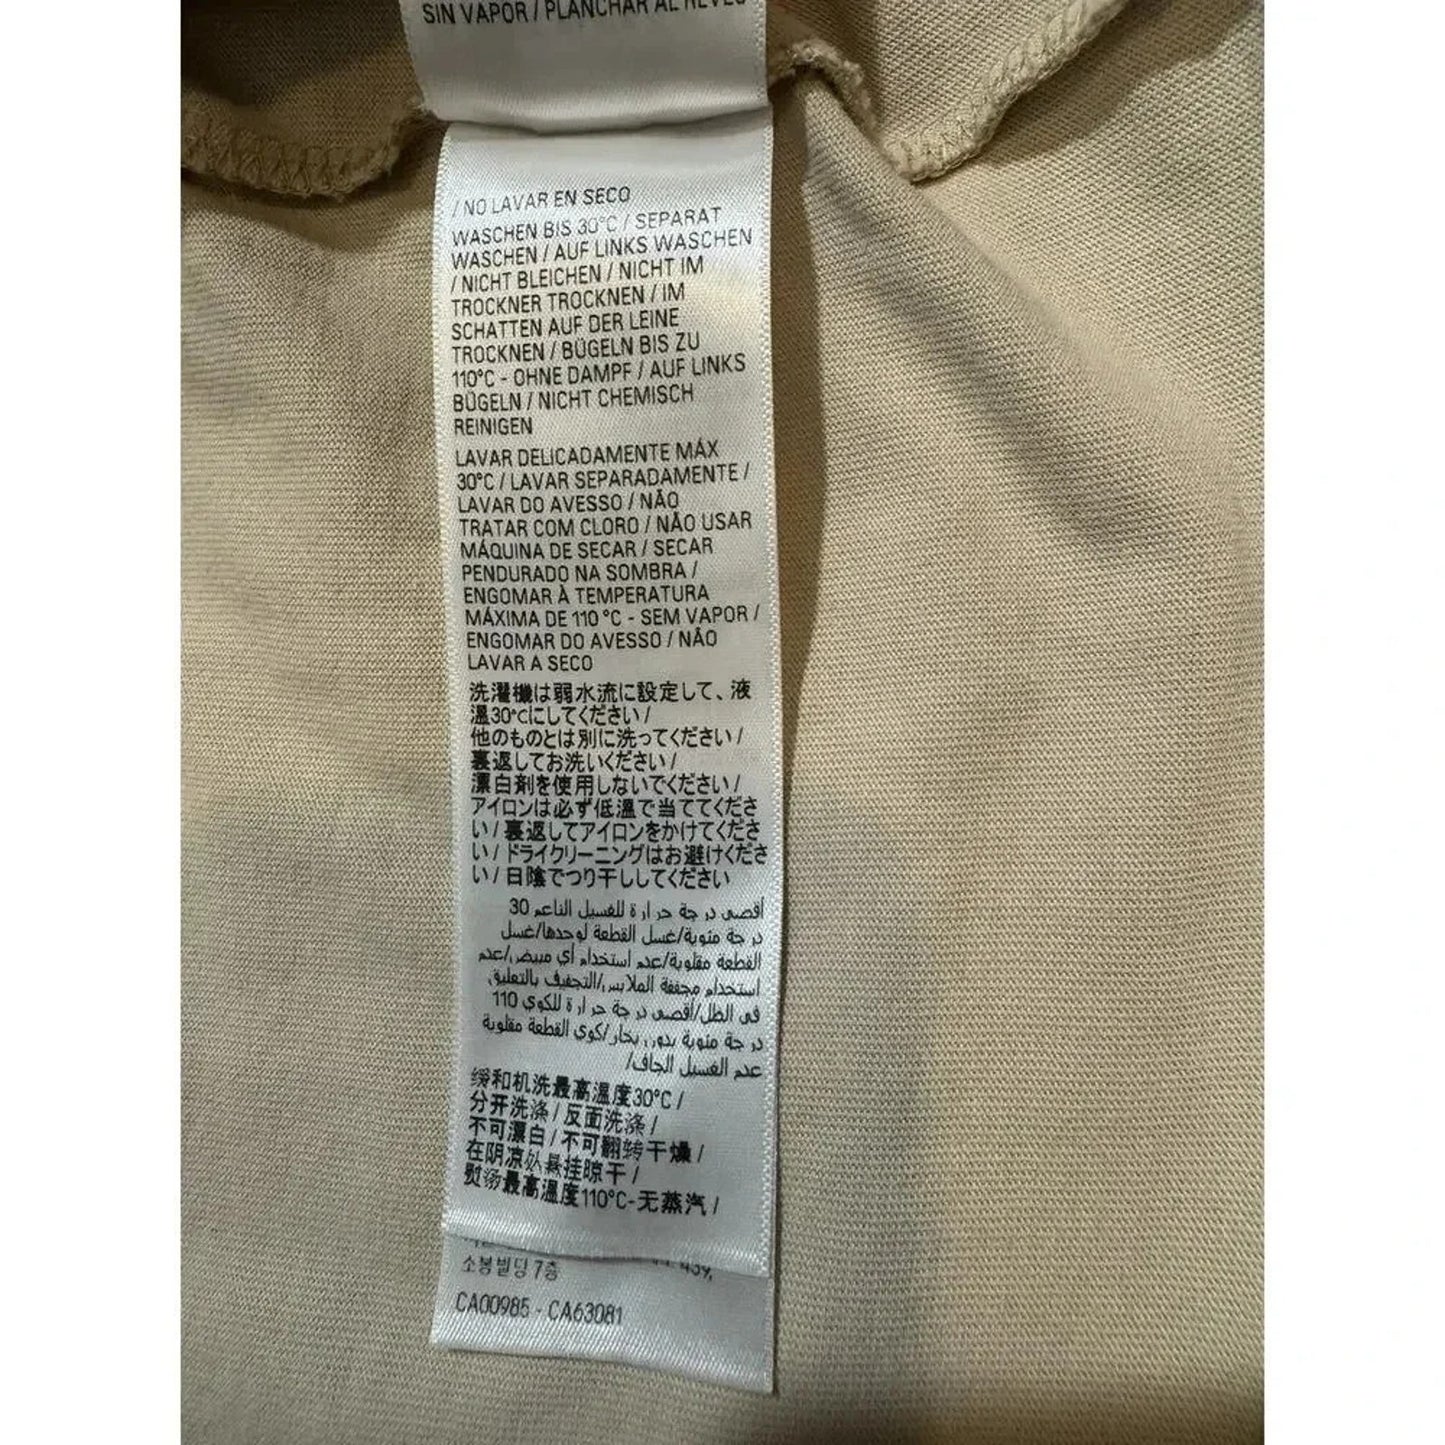 SIN VAPOR / PLANCHAR AL REVÉS
/ NO LAVAR EN SECO
WASCHEN BIS 30°C / SEPARAT
WASCHEN / AUF LINKS WASCHEN
/ NICHT BLEICHEN / NICHT IM
TROCKNER TROCKNEN / IM
SCHATTEN AUF DER LEINE
TROCKNEN / BÜGELN BIS ZU
110°C - OHNE DAMPF / AUF LINKS
BÜGELN / NICHT CHEMISCH
REINIGEN
LAVAR DELICADAMENTE MÁX
30°C / LAVAR SEPARADAMENTE /
LAVAR DO AVESSO / NÃO
TRATAR COM CLORO / NÃO USAR
MÁQUINA DE SECAR / SECAR
PENDURADO NA SOMBRA /
ENGOMAR À TEMPERATURA
MÁXIMA DE 110 °C - SEM VAPOR /
ENGOMAR DO AVESSO / NÃO
LAVAR A SECO
洗濯機は弱水流に設定して、液
温30°Cにしてください /
他のものとは別に洗ってください /
裏返してお洗いください /
漂白剤を使用しないでください /
アイロンは必ず低温で当ててくださ
い / 裏返してアイロンをかけてくださ
い / ドライクリーニングはお避けくださ
い / 日陰でつり干ししてください
أقصى درجة حرارة للغسيل الناعم 30
درجة مئوية/غسل القطعة لوحدها/غسل
القطعة مقلوبة/عدم استخدام أي مبيض/عدم
استخدام مجففة الملابس/التجفيف بالتعليق
في الظل/أقصى درجة حرارة للكوي 110
درجة مئوية بدون بخار/كوي القطعة مقلوبة
/عدم الغسيل الجاف
缓和机洗最高温度30°C /
分开洗涤 / 反面洗涤 /
不可漂白 / 不可翻转干燥 /
在阴凉处悬挂晾干 /
熨烫最高温度110°C-无蒸汽 /
439,
소봉빌딩 7층
CA00985 - CA63081